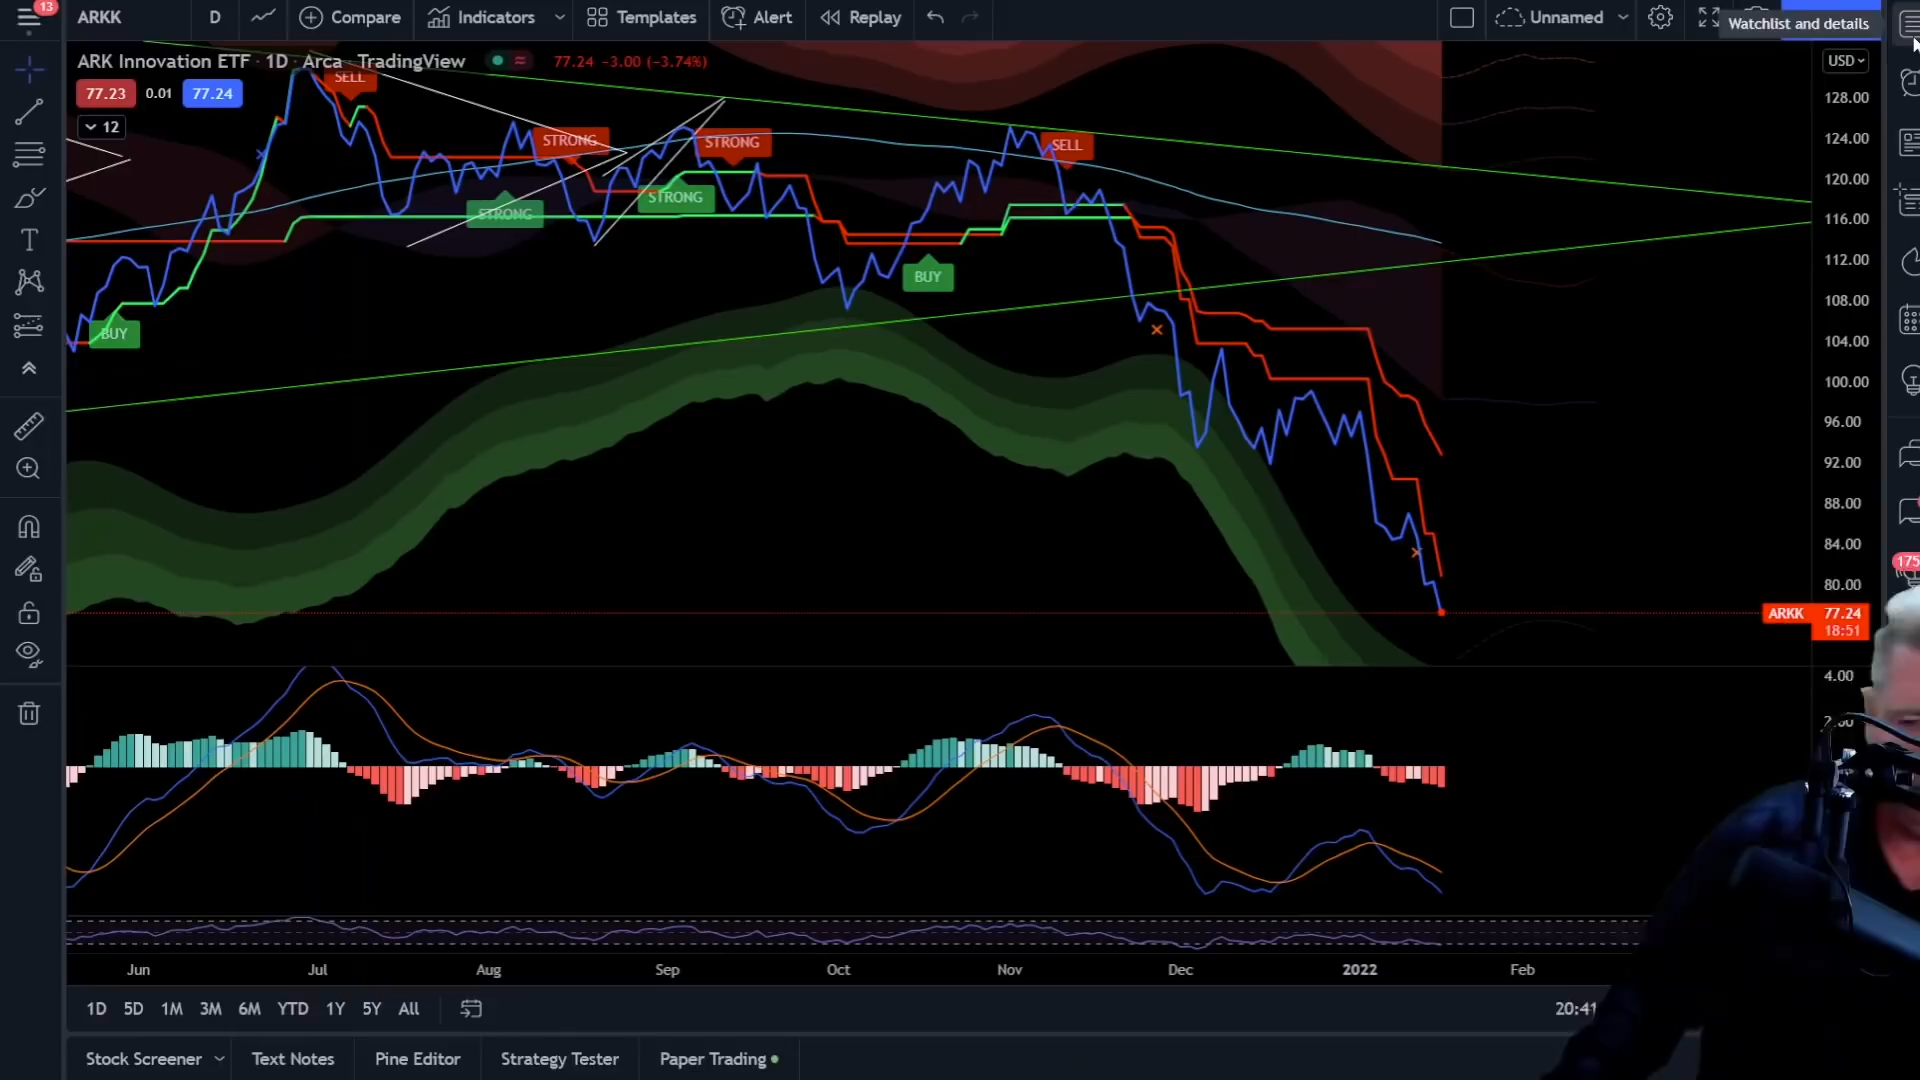 13
ARKK
D
Compare
Indicators
Templates
Alert
Replay
Unnamed
Watchlist and details
ARK Innovation ETF · 1D · Arca · TradingView
77.24 -3.00 (-3.74%)
USD
77.23
0.01
77.24
12
SELL
STRONG
STRONG
SELL
STRONG
STRONG
BUY
BUY
128.00
124.00
120.00
116.00
112.00
108.00
104.00
100.00
96.00
92.00
88.00
84.00
80.00
175
ARKK 77.24
18:51
4.00
Jun
Jul
Aug
Sep
Oct
Nov
Dec
2022
Feb
1D
5D
1M
3M
6M
YTD
1Y
5Y
All
20:41
Stock Screener
Text Notes
Pine Editor
Strategy Tester
Paper Trading